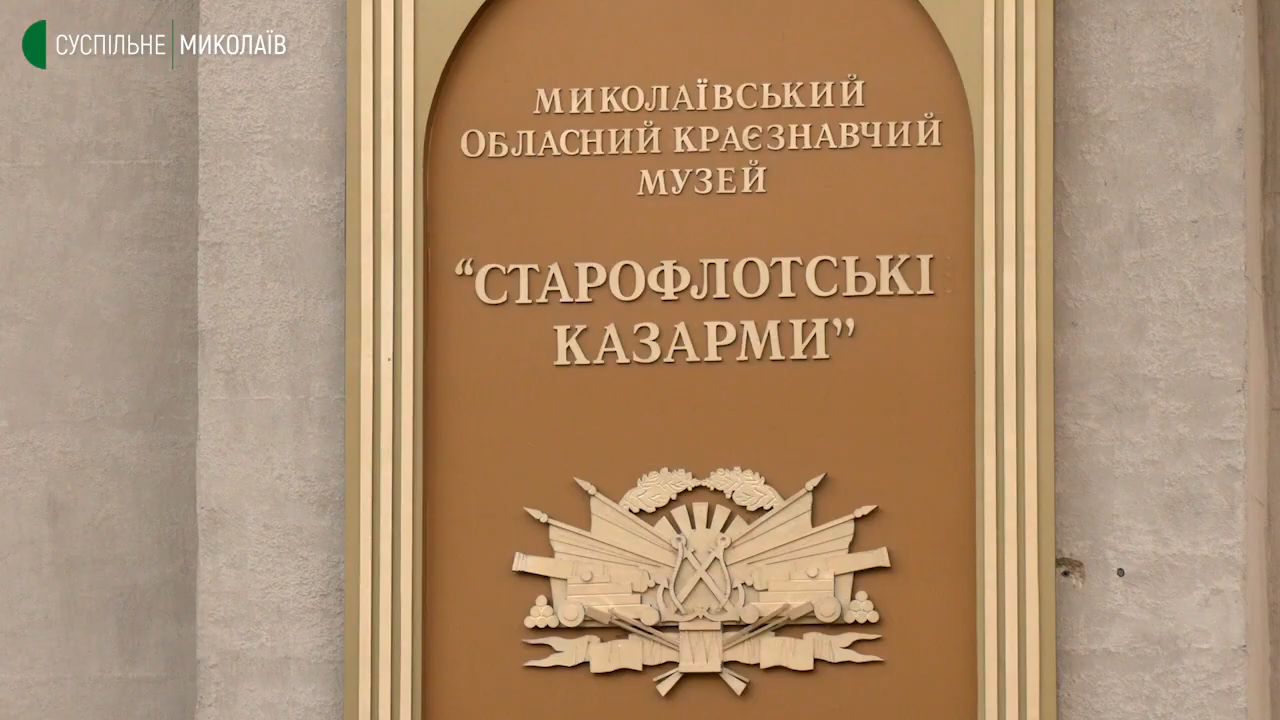 СУСПІЛЬНЕ МИКОЛАЇВ
МИКОЛАЇВСЬКИЙ
ОБЛАСНИЙ КРАЄЗНАВЧИЙ
МУЗЕЙ
“СТАРОФЛОТСЬКІ
КАЗАРМИ”